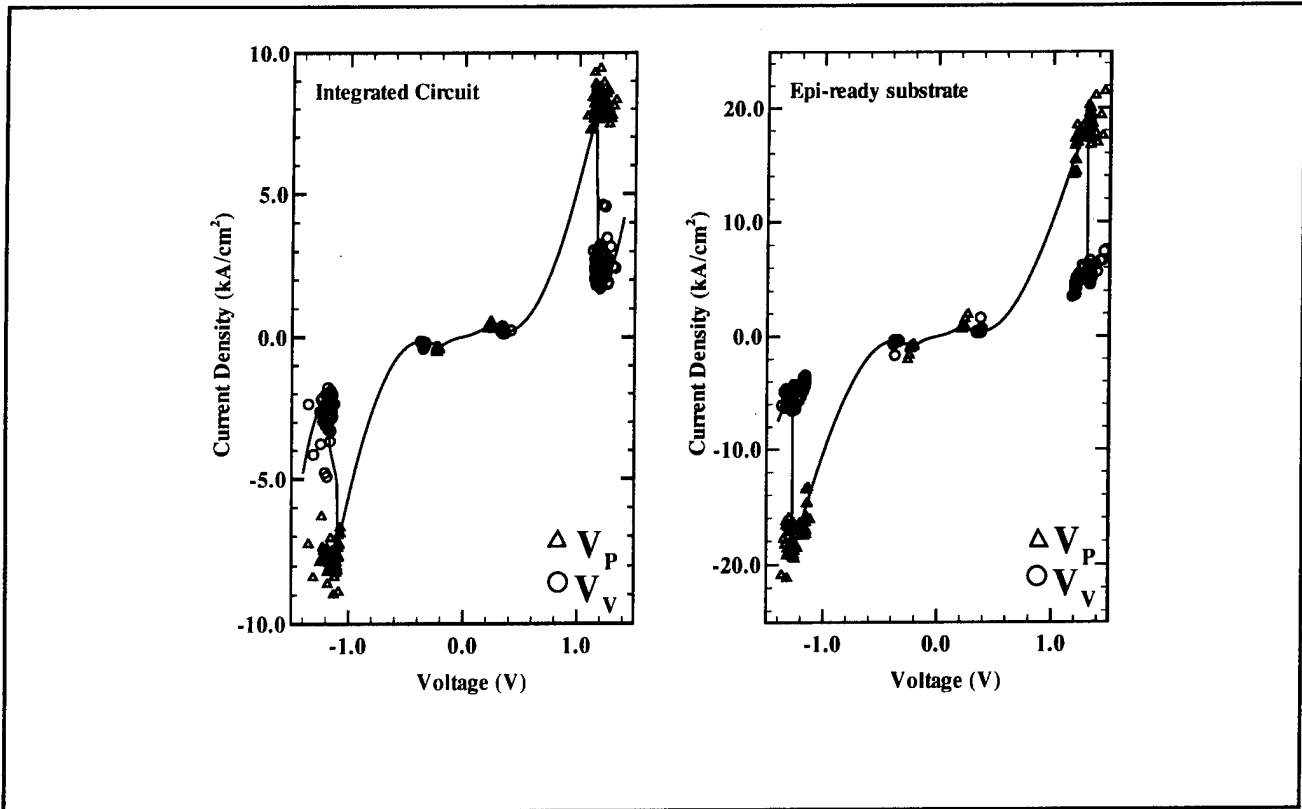 Integrated Circuit
Current Density (kA/cm²)
10.0
5.0
0.0
-5.0
-10.0
-1.0 0.0 1.0
Voltage (V)
△ V_P
○ V_V
Epi-ready substrate
Current Density (kA/cm²)
20.0
10.0
0.0
-10.0
-20.0
-1.0 0.0 1.0
Voltage (V)
△ V_P
○ V_V